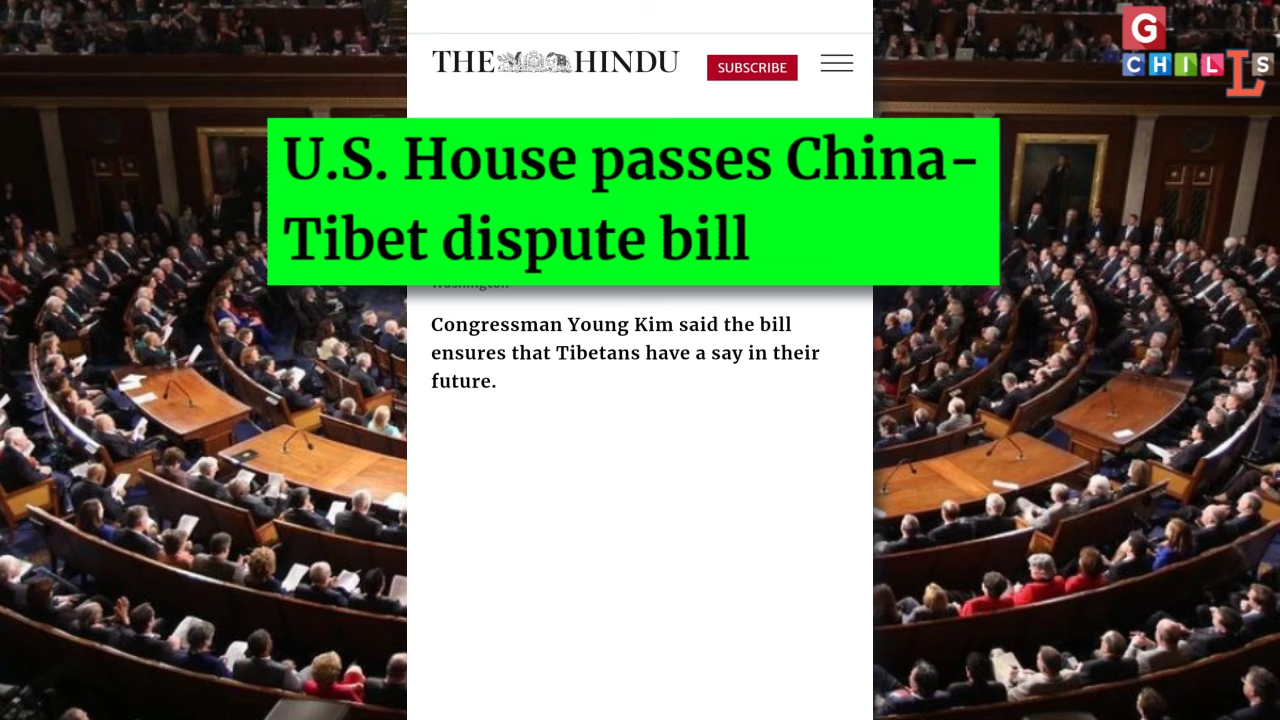 G
CHILLS
THE HINDU
SUBSCRIBE
U.S. House passes China-
Tibet dispute bill
Washington
Congressman Young Kim said the bill
ensures that Tibetans have a say in their
future.